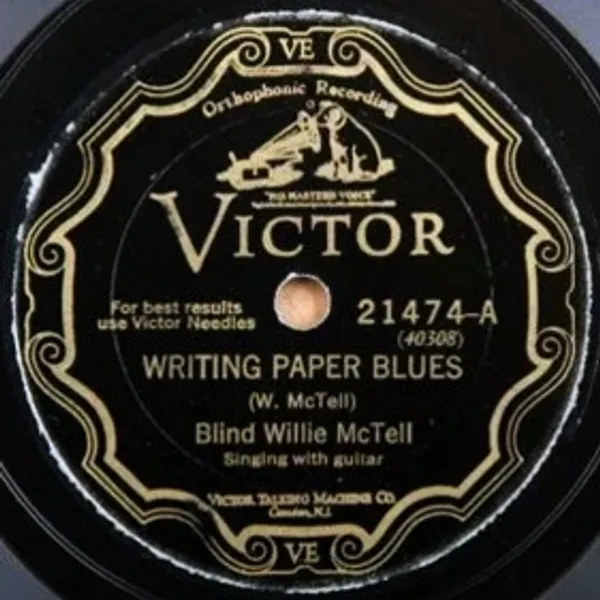 VE
Orthophonic Recording
"HIS MASTERS VOICE"
VICTOR
For best results
use Victor Needles
21474-A
(40308)
WRITING PAPER BLUES
(W. McTell)
Blind Willie McTell
Singing with guitar
VICTOR TALKING MACHINE CO.
Camden, N.J.
VE